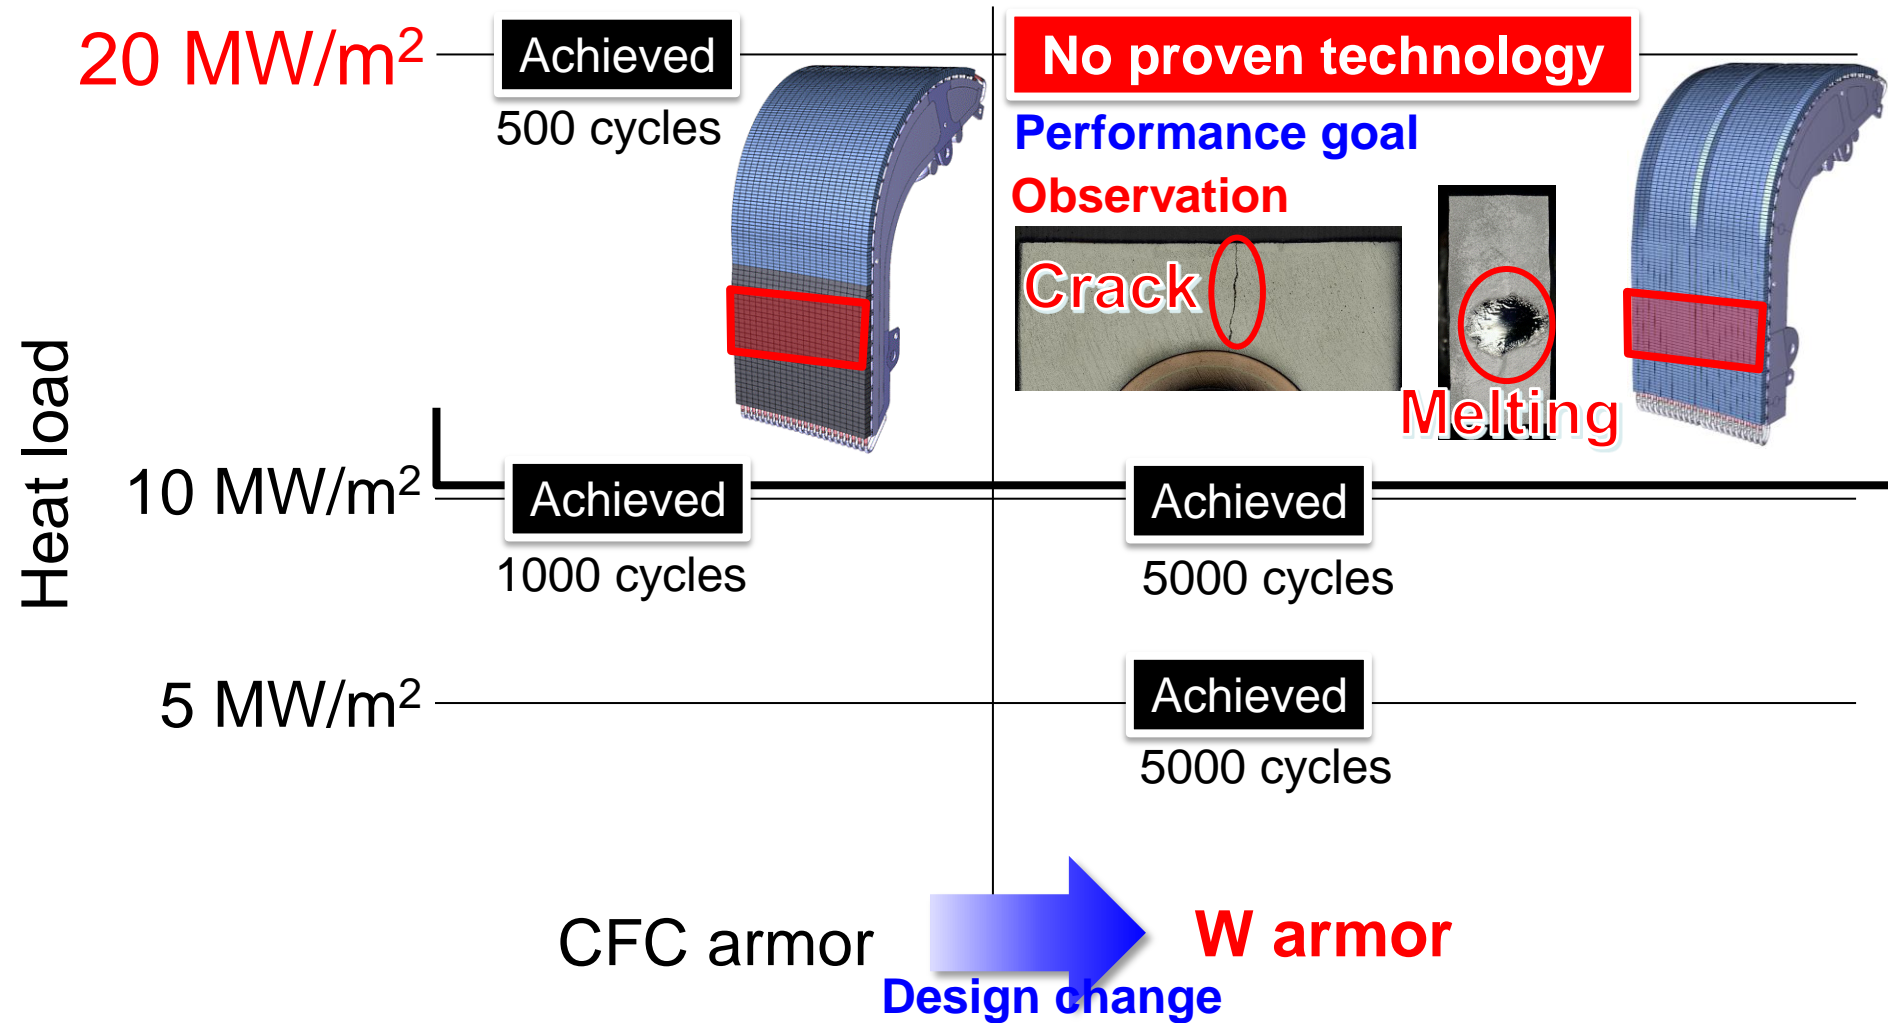 20 MW/m²
Achieved
500 cycles
No proven technology
Performance goal
Observation
Crack
Melting
Heat load
10 MW/m²
Achieved
1000 cycles
Achieved
5000 cycles
5 MW/m²
Achieved
5000 cycles
CFC armor
W armor
Design change